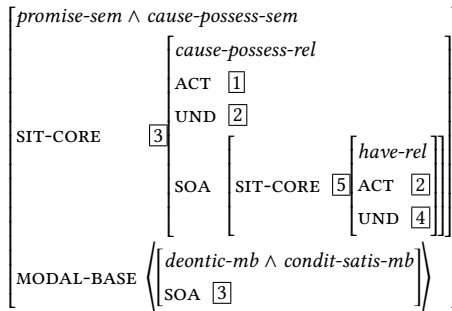 promise-sem ∧ cause-possess-sem
cause-possess-rel
ACT 1
UND 2
SIT-CORE 3
have-rel
SOA SIT-CORE 5 ACT 2
UND 4
deontic-mb ∧ condit-satis-mb
MODAL-BASE
SOA 3